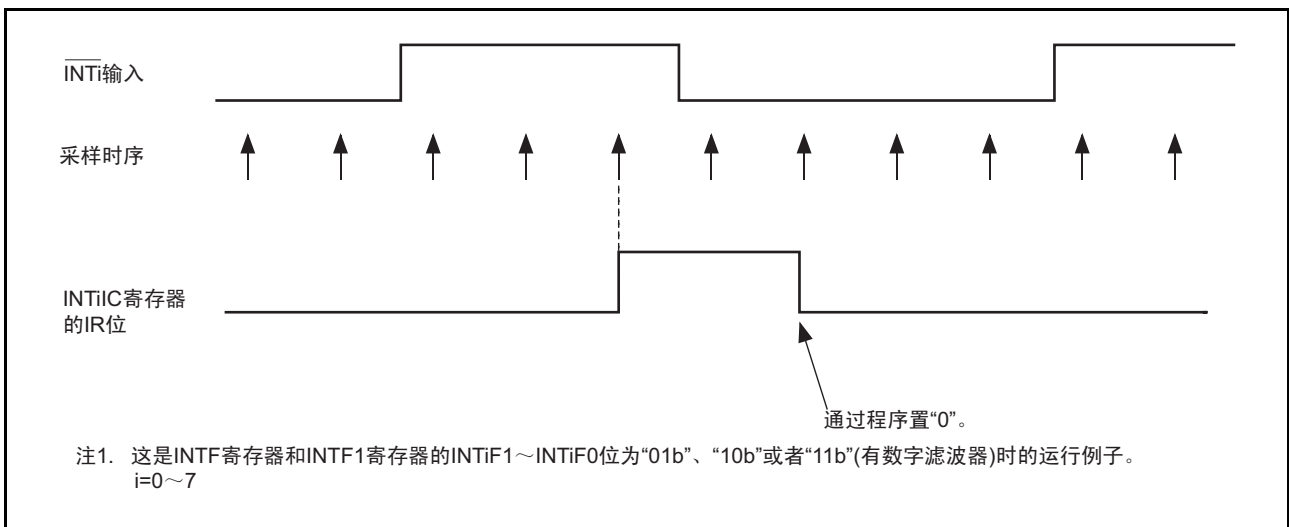 INTi输入
采样时序
INTiIC寄存器
的IR位
通过程序置“0”。
注1. 这是INTF寄存器和INTF1寄存器的INTiF1～INTiF0位为“01b”、“10b”或者“11b”(有数字滤波器)时的运行例子。
i=0～7